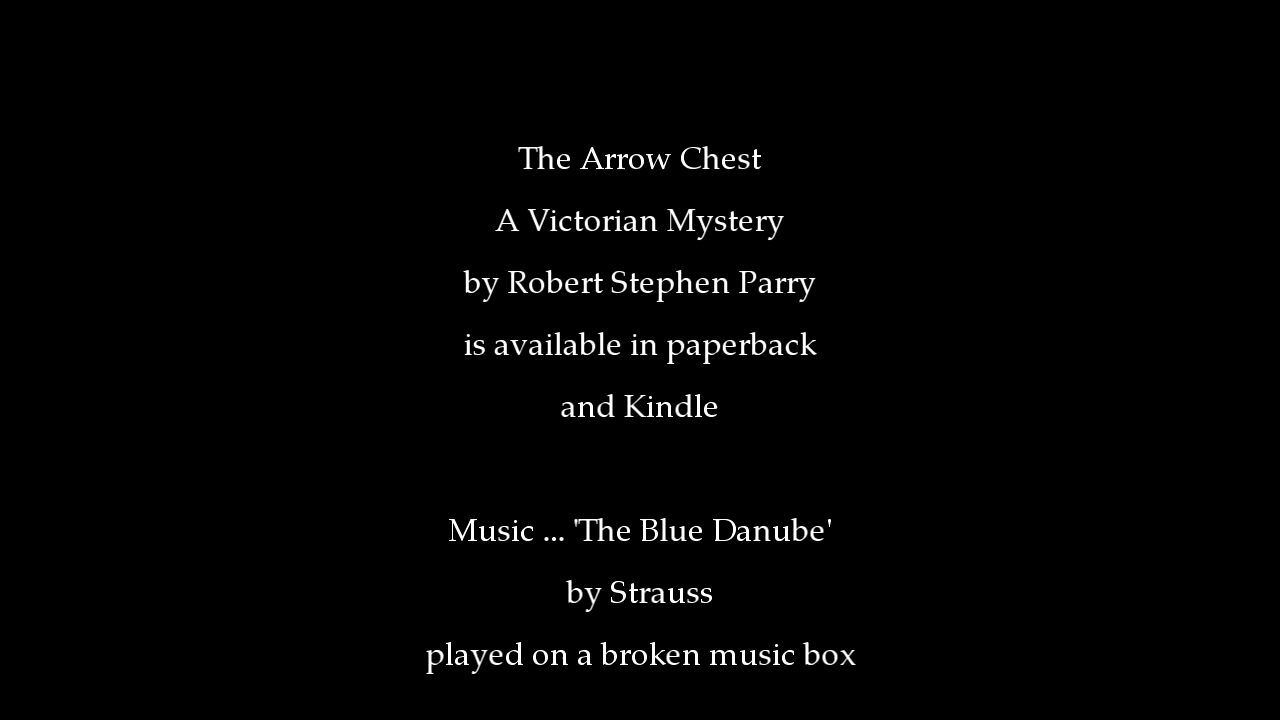 The Arrow Chest
A Victorian Mystery
by Robert Stephen Parry
is available in paperback
and Kindle
Music ... 'The Blue Danube'
by Strauss
played on a broken music box